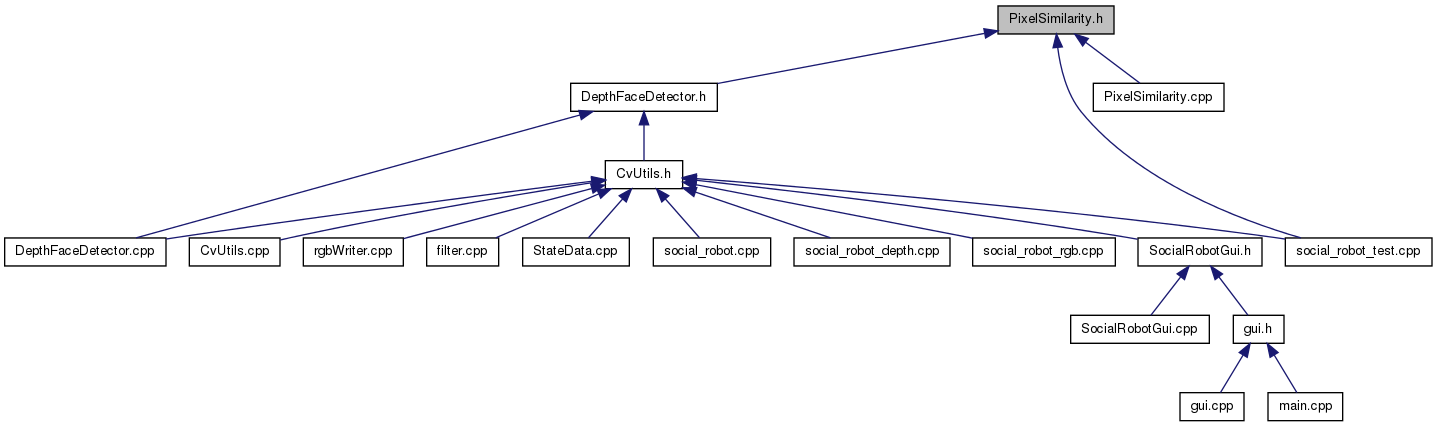 PixelSimilarity.h
DepthFaceDetector.h
PixelSimilarity.cpp
CvUtils.h
DepthFaceDetector.cpp
CvUtils.cpp
rgbWriter.cpp
filter.cpp
StateData.cpp
social_robot.cpp
social_robot_depth.cpp
social_robot_rgb.cpp
SocialRobotGui.h
social_robot_test.cpp
SocialRobotGui.cpp
gui.h
gui.cpp
main.cpp